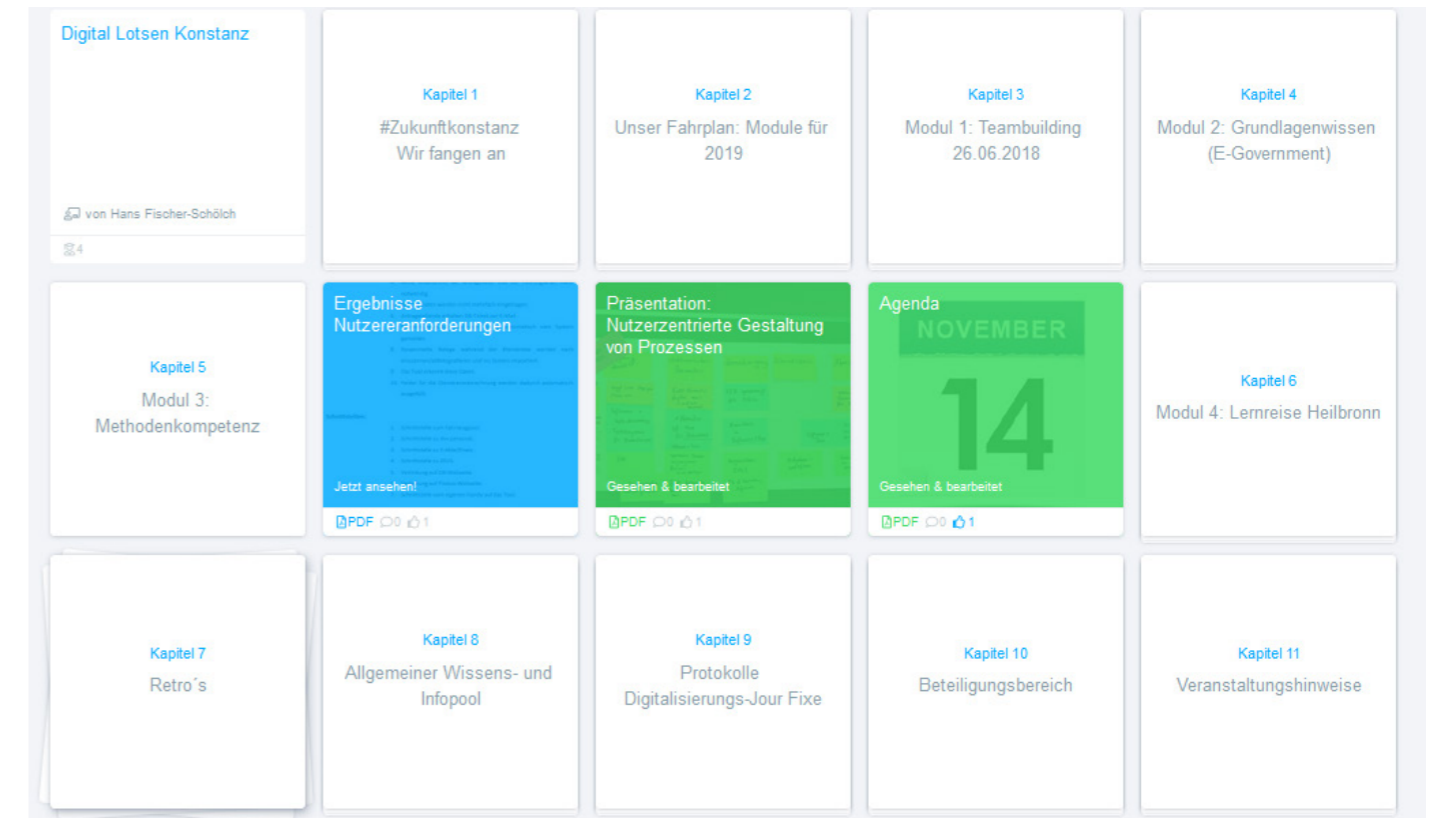 Digital Lotsen Konstanz
von Hans Fischer-Schölch
4
Kapitel 1
#Zukunftkonstanz
Wir fangen an
Kapitel 2
Unser Fahrplan: Module für
2019
Kapitel 3
Modul 1: Teambuilding
26.06.2018
Kapitel 4
Modul 2: Grundlagenwissen
(E-Government)
Kapitel 5
Modul 3:
Methodenkompetenz
Ergebnisse
Nutzereranforderungen
Jetzt ansehen!
PDF 0 1
Präsentation:
Nutzerzentrierte Gestaltung
von Prozessen
Gesehen & bearbeitet
PDF 0 1
Agenda
NOVEMBER
14
Gesehen & bearbeitet
PDF 0 1
Kapitel 6
Modul 4: Lernreise Heilbronn
Kapitel 7
Retro´s
Kapitel 8
Allgemeiner Wissens- und
Infopool
Kapitel 9
Protokolle
Digitalisierungs-Jour Fixe
Kapitel 10
Beteiligungsbereich
Kapitel 11
Veranstaltungshinweise